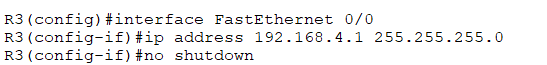 R3(config)#interface FastEthernet 0/0
R3(config-if)#ip address 192.168.4.1 255.255.255.0
R3(config-if)#no shutdown